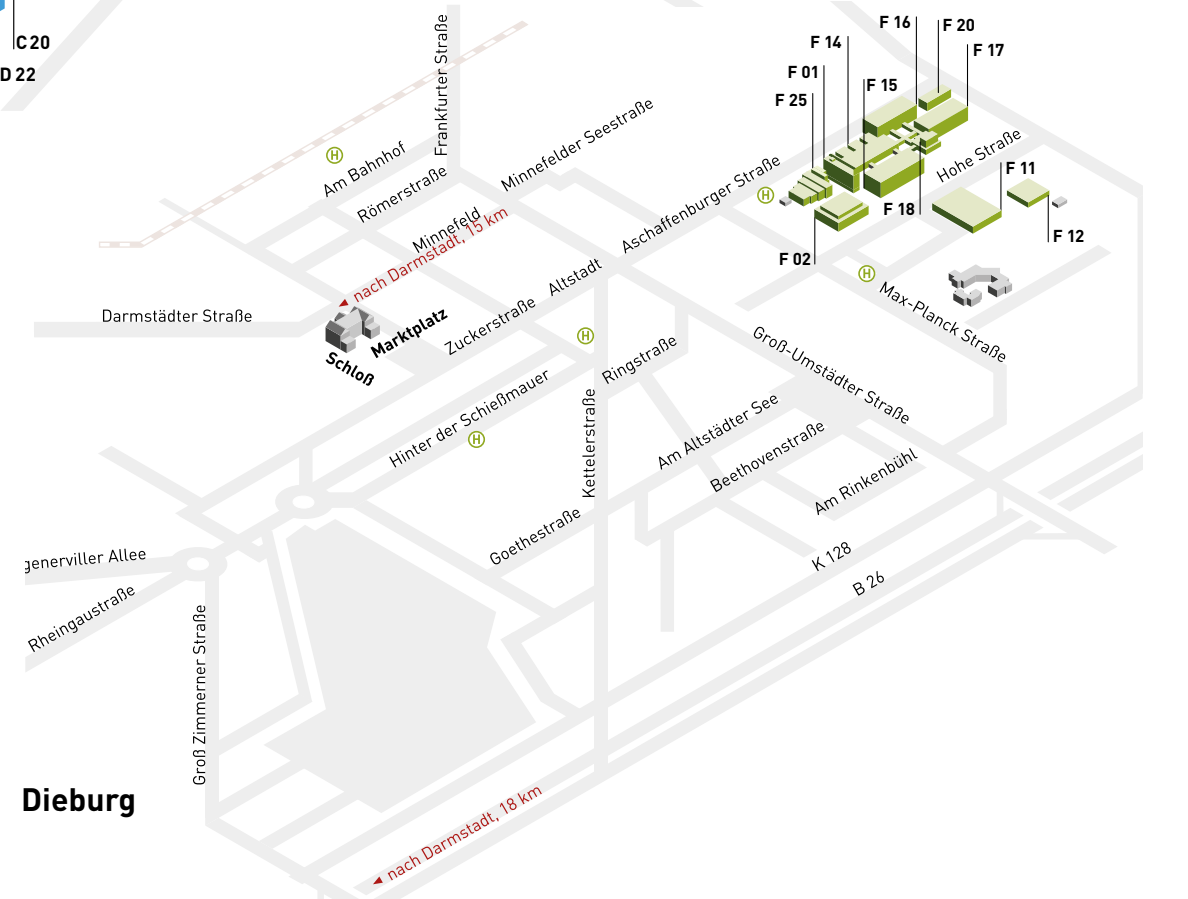 C 20
D 22
F 16
F 20
F 14
F 17
F 01
F 15
F 25
Frankfurter Straße
H
Am Bahnhof
Römerstraße
Minnefelder Seestraße
Minnefeld
nach Darmstadt, 15 km
Aschaffenburger Straße
H
Hohe Straße
F 11
F 18
F 12
F 02
H
Max-Planck Straße
Altstadt
Zuckerstraße
Darmstädter Straße
Marktplatz
Schloß
H
Ringstraße
Groß-Umstädter Straße
Hinter der Schießmauer
H
Kettelerstraße
Am Altstädter See
Beethovenstraße
Am Rinkenbühl
Goethestraße
K 128
B 26
generviller Allee
Rheingaustraße
Groß Zimmerner Straße
Dieburg
nach Darmstadt, 18 km